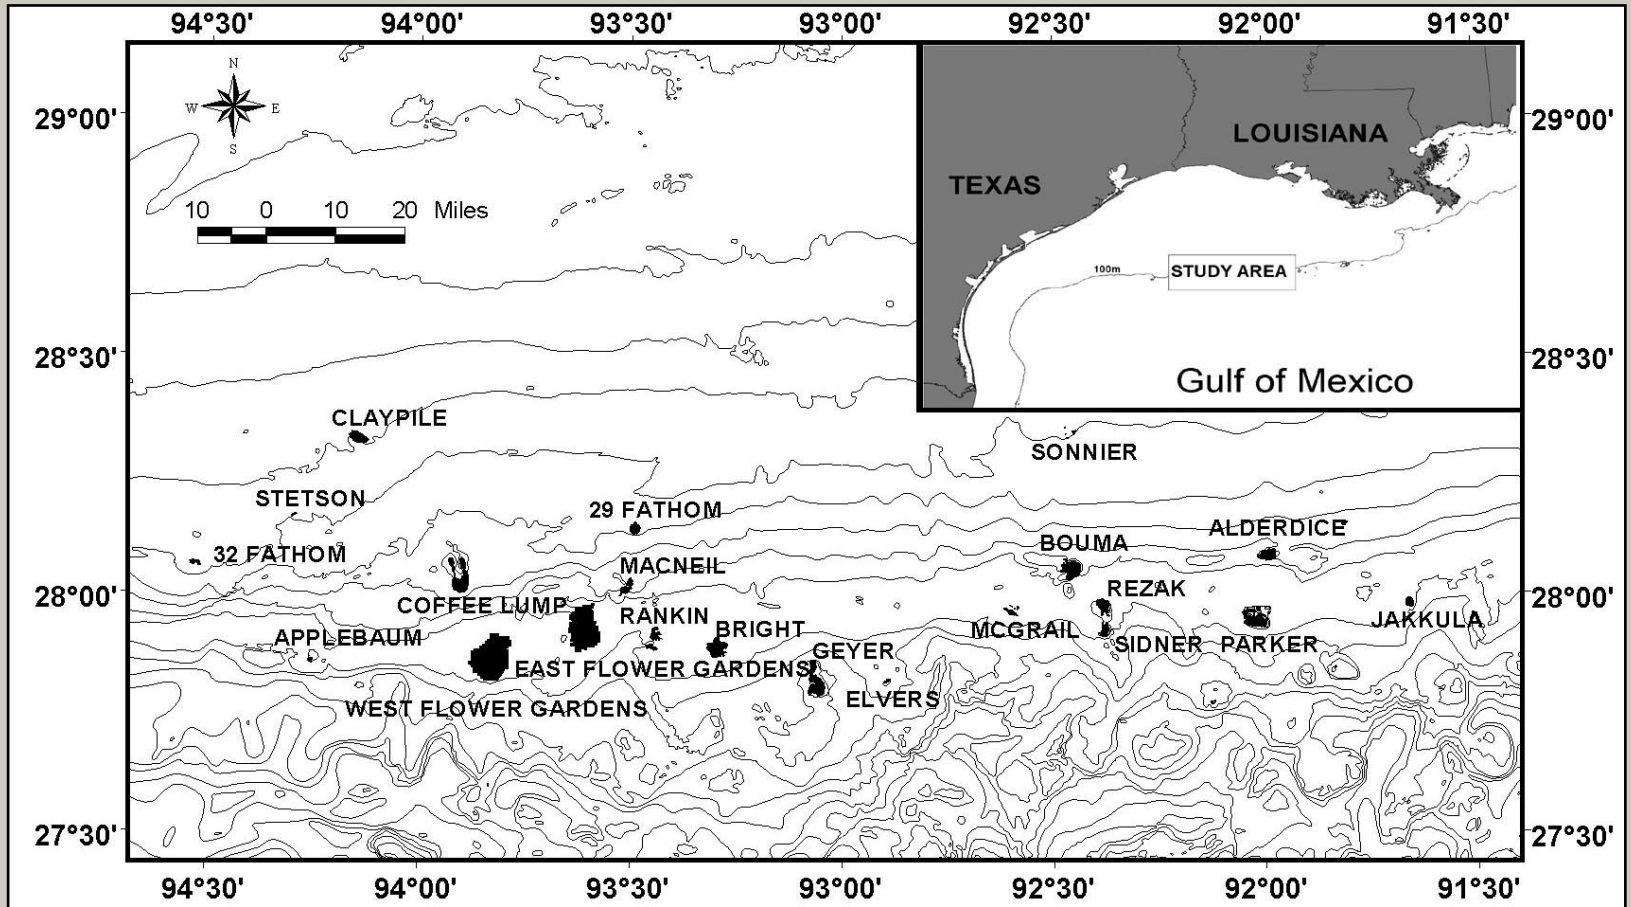 94°30' 94°00' 93°30' 93°00' 92°30' 92°00' 91°30'
N
W E
S
29°00' 29°00'
LOUISIANA
TEXAS
10 0 10 20 Miles
100m
STUDY AREA
28°30' 28°30'
Gulf of Mexico
CLAYPILE
SONNIER
STETSON
29 FATHOM
ALDERDICE
BOUMA
32 FATHOM
MACNEIL
REZAK
28°00' 28°00'
COFFEE LUMP
RANKIN
JAKKULA
BRIGHT
MCGRAIL
APPLEBAUM
SIDNER PARKER
GEYER
EAST FLOWER GARDENS
ELVERS
WEST FLOWER GARDENS
27°30' 27°30'
94°30' 94°00' 93°30' 93°00' 92°30' 92°00' 91°30'